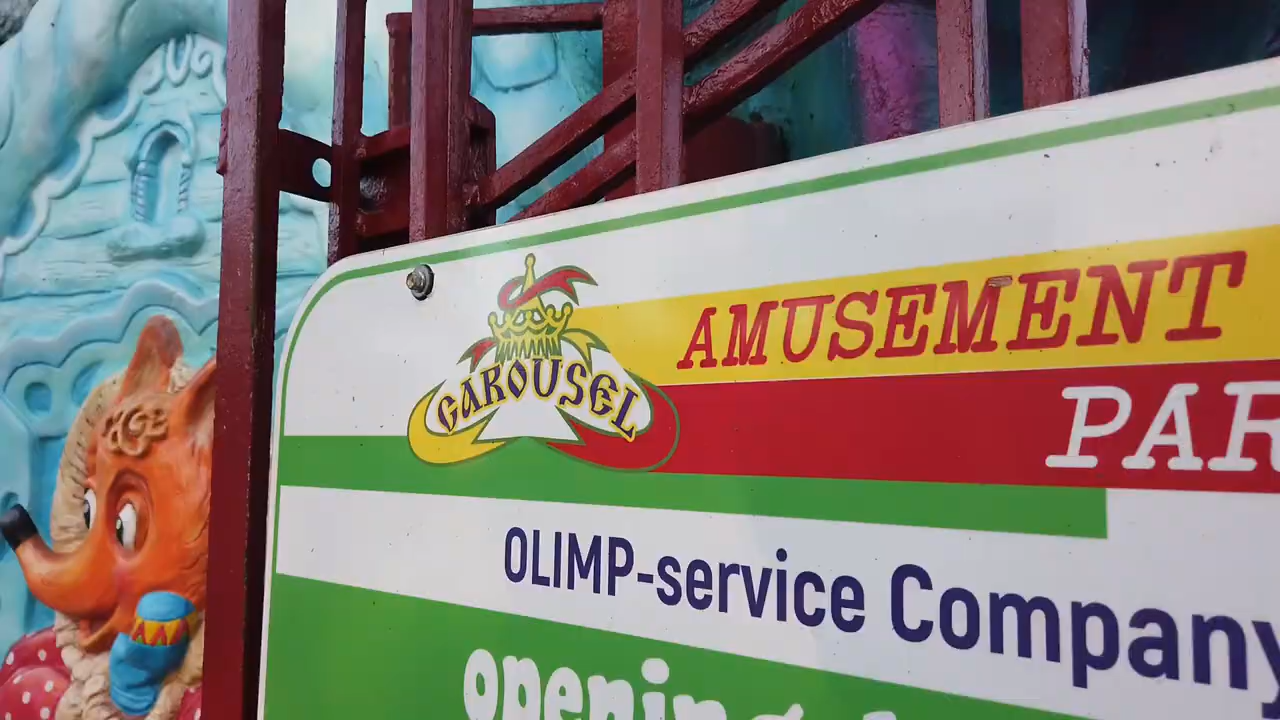 CAROUSEL
AMUSEMENT
PAR
OLIMP-service Company
opening